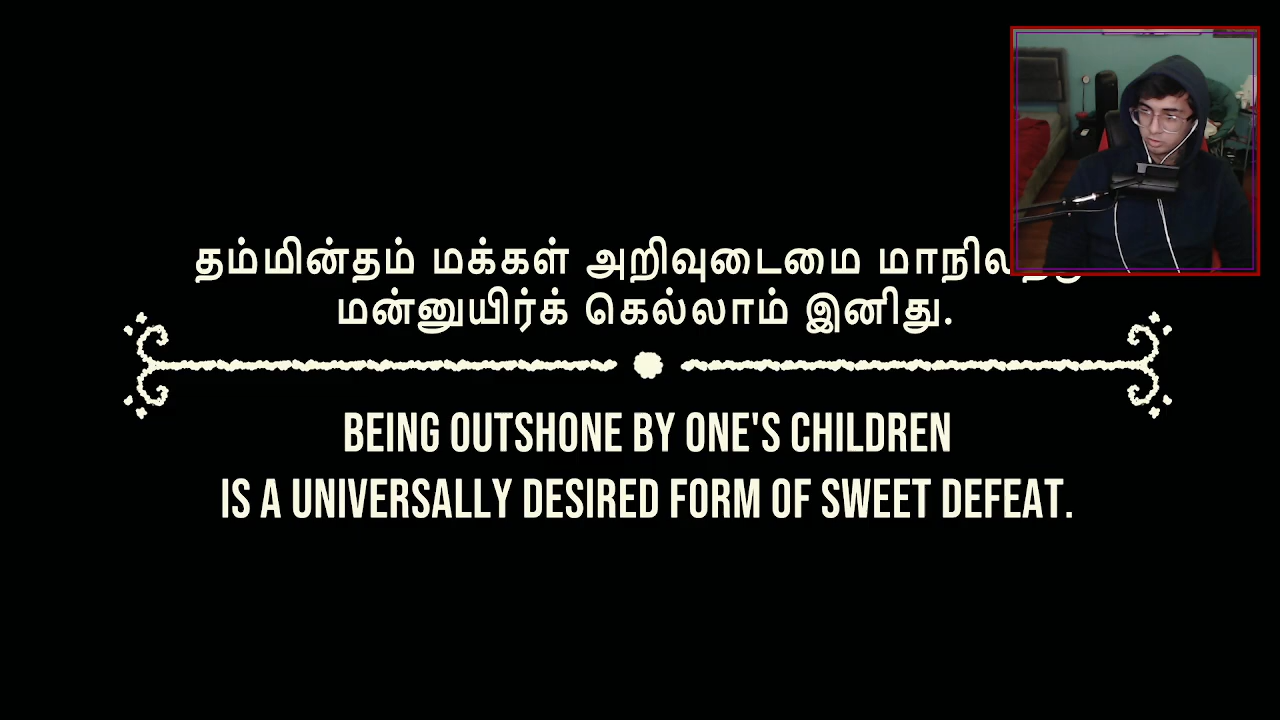 தம்மின்தம் மக்கள் அறிவுடைமை
மன்னுயிர்க் கெல்லாம் இனிது.
BEING OUTSHONE BY ONE'S CHILDREN
IS A UNIVERSALLY DESIRED FORM OF SWEET DEFEAT.